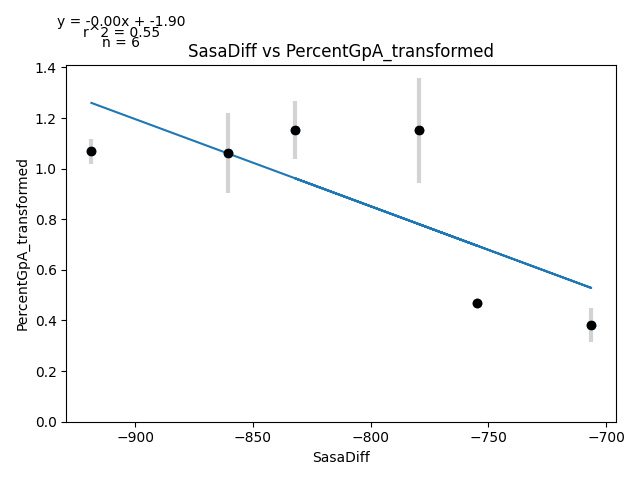 y = -0.00x + -1.90
r^2 = 0.55
n = 6
SasaDiff vs PercentGpA_transformed
PercentGpA_transformed
1.4
1.2
1.0
0.8
0.6
0.4
0.2
0.0
−900
−850
−800
−750
−700
SasaDiff